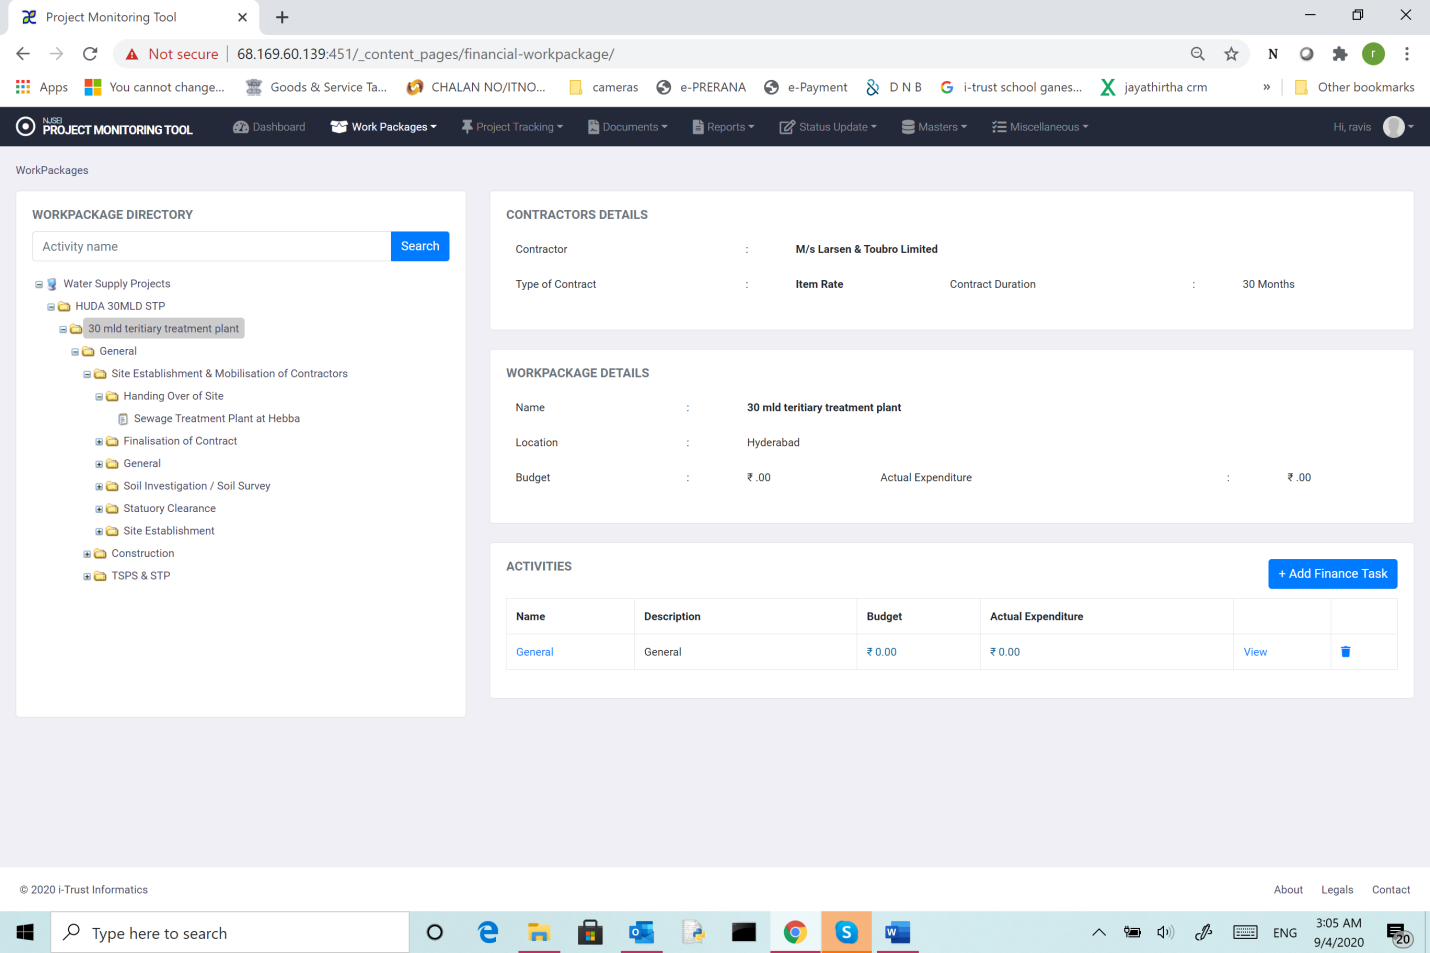 Project Monitoring Tool
Not secure 68.169.60.139:451/_content_pages/financial-workpackage/
N r
Apps You cannot change... Goods & Service Ta... CHALAN NO/ITNO... cameras e-PRERANA e-Payment D N B i-trust school ganes... jayathirtha crm » Other bookmarks
NJSEI
PROJECT MONITORING TOOL
Dashboard Work Packages Project Tracking Documents Reports Status Update Masters Miscellaneous Hi, ravis
WorkPackages
WORKPACKAGE DIRECTORY
Activity name Search
Water Supply Projects
HUDA 30MLD STP
30 mld teritiary treatment plant
General
Site Establishment & Mobilisation of Contractors
Handing Over of Site
Sewage Treatment Plant at Hebba
Finalisation of Contract
General
Soil Investigation / Soil Survey
Statuory Clearance
Site Establishment
Construction
TSPS & STP
CONTRACTORS DETAILS
Contractor : M/s Larsen & Toubro Limited
Type of Contract : Item Rate Contract Duration : 30 Months
WORKPACKAGE DETAILS
Name : 30 mld teritiary treatment plant
Location : Hyderabad
Budget : ₹ .00 Actual Expenditure : ₹ .00
ACTIVITIES
+ Add Finance Task
Name Description Budget Actual Expenditure
General General ₹ 0.00 ₹ 0.00 View
© 2020 i-Trust Informatics About Legals Contact
Type here to search
ENG 3:05 AM
9/4/2020 20